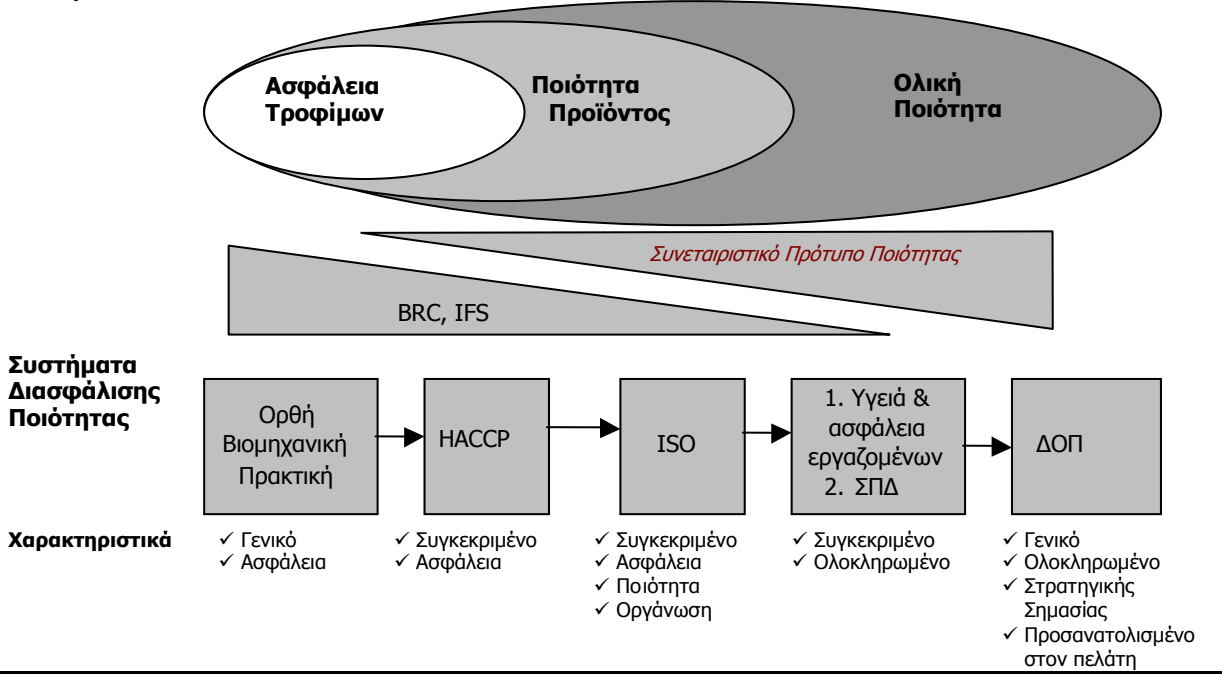 Ασφάλεια
Τροφίμων
Ποιότητα
Προϊόντος
Ολική
Ποιότητα
Συνεταιριστικό Πρότυπο Ποιότητας
BRC, IFS
Συστήματα
Διασφάλισης
Ποιότητας
Ορθή
Βιομηχανική
Πρακτική
HACCP
ISO
1. Υγειά &
ασφάλεια
εργαζομένων
2. ΣΠΔ
ΔΟΠ
Χαρακτηριστικά
✓ Γενικό
✓ Ασφάλεια
✓ Συγκεκριμένο
✓ Ασφάλεια
✓ Συγκεκριμένο
✓ Ασφάλεια
✓ Ποιότητα
✓ Οργάνωση
✓ Συγκεκριμένο
✓ Ολοκληρωμένο
✓ Γενικό
✓ Ολοκληρωμένο
✓ Στρατηγικής
Σημασίας
✓ Προσανατολισμένο
στον πελάτη